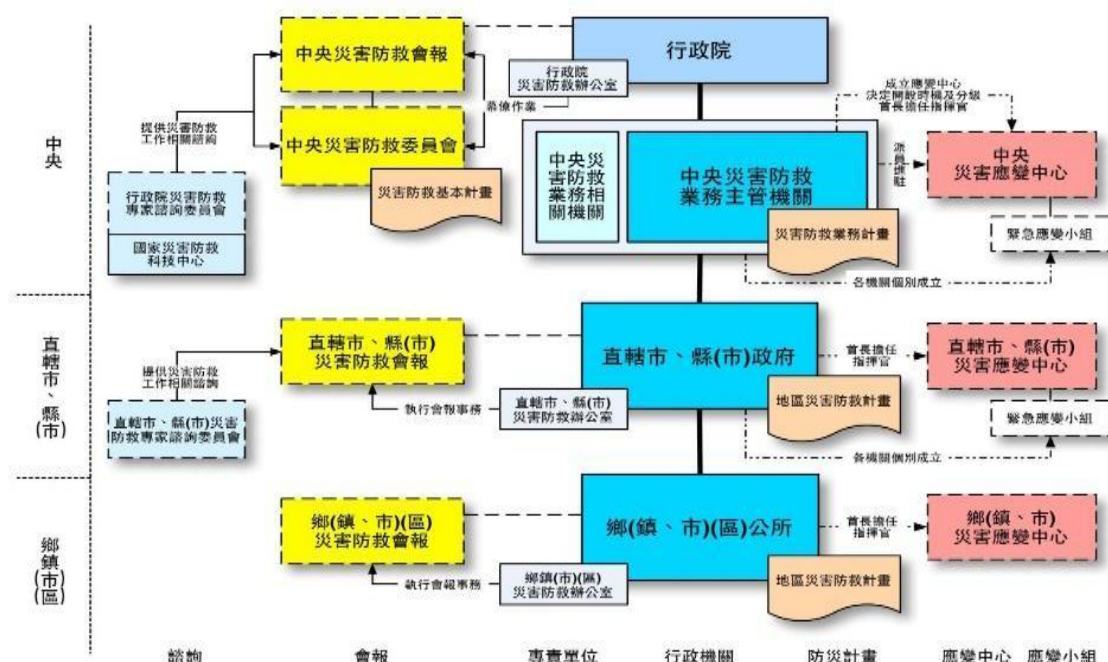 中央
中央災害防救會報
中央災害防救委員會
災害防救基本計畫
提供災害防救
工作相關諮詢
行政院災害防救
專家諮詢委員會
國家災害防救
科技中心
行政院
行政院
災害防救辦公室
幕僚作業
中央災
害防救
業務相
關機關
中央災害防救
業務主管機關
災害防救業務計畫
成立應變中心
決定開設時機及分級
首長擔任指揮官
派員進駐
中央
災害應變中心
緊急應變小組
各機關個別成立
直轄市、縣(市)
直轄市、縣(市)
災害防救會報
提供災害防救
工作相關諮詢
直轄市、縣(市)災害
防救專家諮詢委員會
執行會報事務
直轄市、縣(市)
災害防救辦公室
直轄市、縣(市)政府
地區災害防救計畫
首長擔任
指揮官
直轄市、縣(市)
災害應變中心
緊急應變小組
各機關個別成立
鄉鎮(市)(區)
鄉(鎮、市)(區)
災害防救會報
執行會報事務
鄉鎮(市)(區)
災害防救辦公室
鄉(鎮、市)(區)公所
地區災害防救計畫
首長擔任
指揮官
鄉(鎮、市)
災害應變中心
諮詢 會報 專責單位 行政機關 防災計畫 應變中心 應變小組